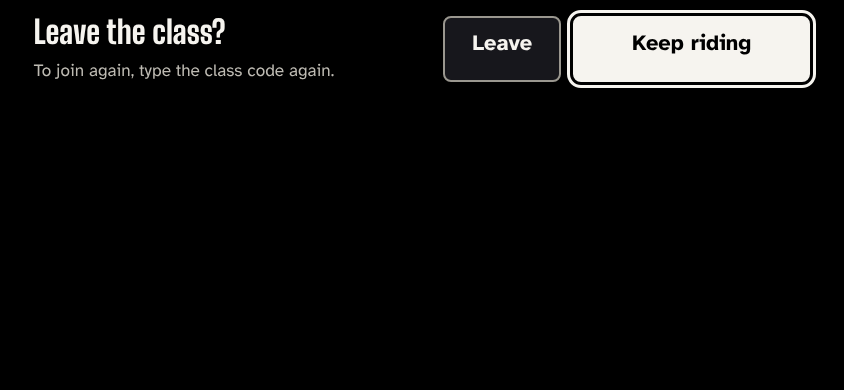 Leave the class?
To join again, type the class code again.
Leave
Keep riding